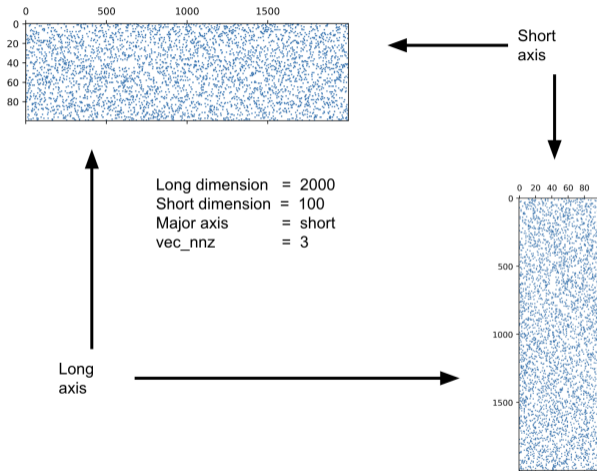 0 500 1000 1500
0
20
40
60
80
Short
axis
Long dimension = 2000
Short dimension = 100
Major axis = short
vec_nnz = 3
0 20 40 60 80
0
500
1000
1500
Long
axis